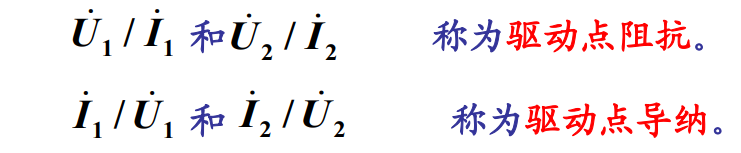 U̇₁ / İ₁ 和 U̇₂ / İ₂ 称为驱动点阻抗。
İ₁ / U̇₁ 和 İ₂ / U̇₂ 称为驱动点导纳。